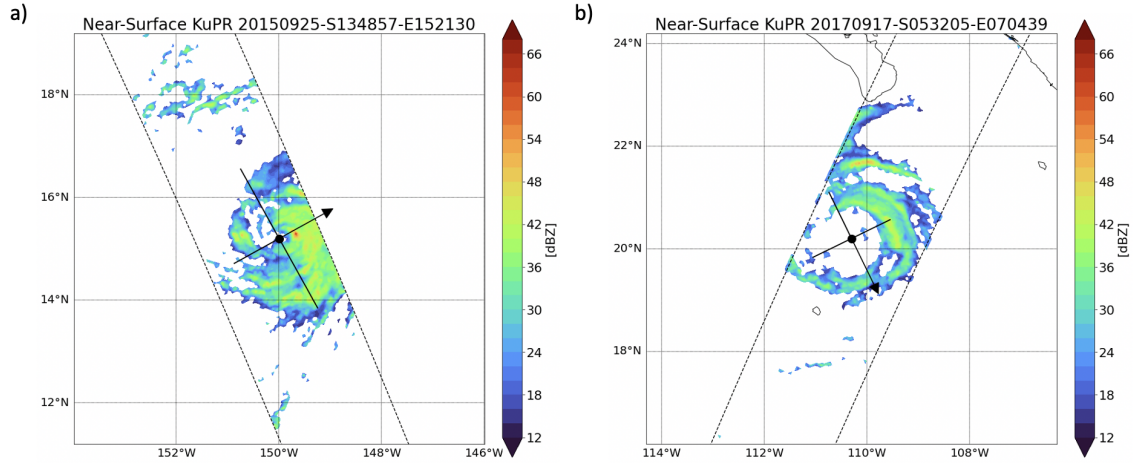 a)
Near-Surface KuPR 20150925-S134857-E152130
18°N
16°N
14°N
12°N
152°W
150°W
148°W
146°W
66
60
54
48
42
36
30
24
18
12
[dBZ]
b)
Near-Surface KuPR 20170917-S053205-E070439
24°N
22°N
20°N
18°N
114°W
112°W
110°W
108°W
66
60
54
48
42
36
30
24
18
12
[dBZ]